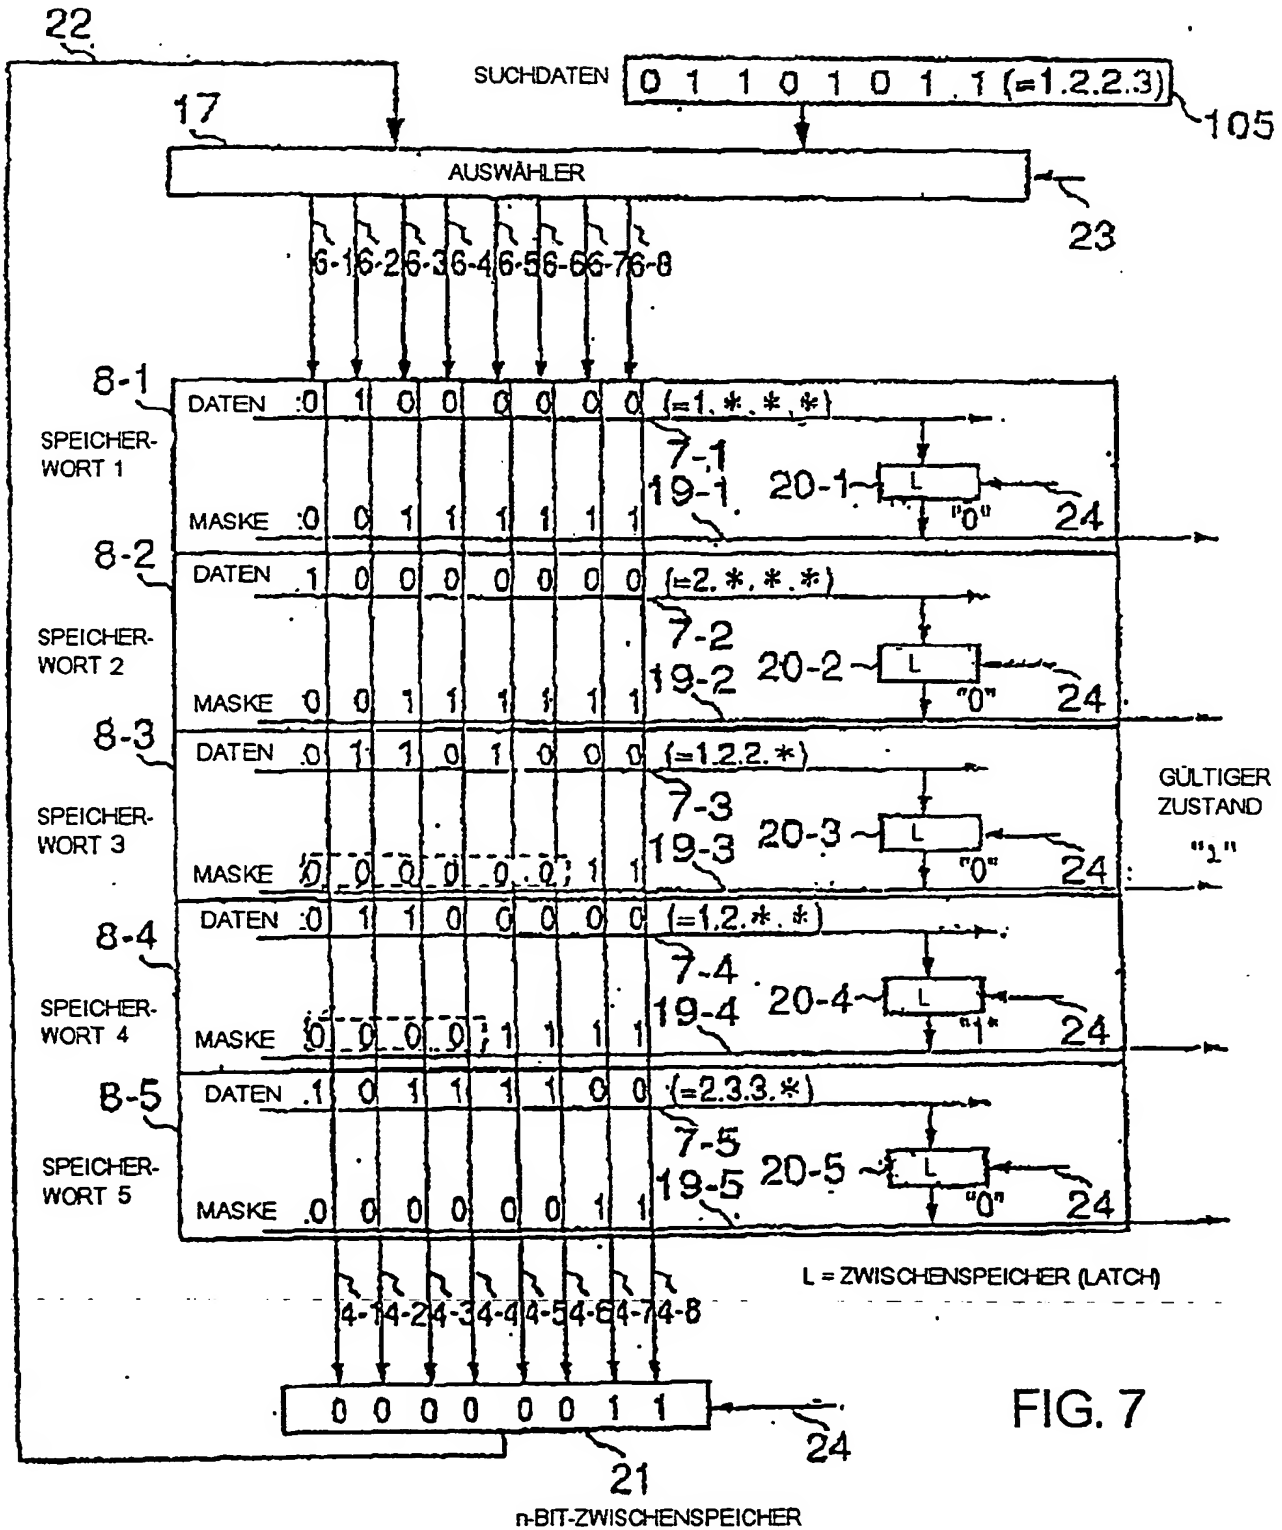 22
SUCHDATEN 0 1 1 0 1 0 1 1 (=1.2.2.3)
105
17
AUSWÄHLER
23
6-1 6-2 6-3 6-4 6-5 6-6 6-7 6-8
8-1
DATEN 0 1 0 0 0 0 0 0 (=1.*.*.*)
SPEICHER-
WORT 1
7-1
19-1 20-1 L 24
"0"
MASKE 0 0 1 1 1 1 1 1
8-2
DATEN 1 0 0 0 0 0 0 0 (=2.*.*.*)
SPEICHER-
WORT 2
7-2
19-2 20-2 L 24
"0"
MASKE 0 0 1 1 1 1 1 1
8-3
DATEN 0 1 1 0 1 0 0 0 (=1.2.2.*)
SPEICHER-
WORT 3
7-3
19-3 20-3 L 24
"0"
MASKE 0 0 0 0 0 0 1 1
GÜLTIGER
ZUSTAND
"1"
8-4
DATEN 0 1 1 0 0 0 0 0 (=1.2.*.*)
SPEICHER-
WORT 4
7-4
19-4 20-4 L 24
"1"
MASKE 0 0 0 0 1 1 1 1
8-5
DATEN 1 0 1 1 1 1 0 0 (=2.3.3.*)
SPEICHER-
WORT 5
7-5
19-5 20-5 L 24
"0"
MASKE 0 0 0 0 0 0 1 1
L = ZWISCHENSPEICHER (LATCH)
4-1 4-2 4-3 4-4 4-5 4-6 4-7 4-8
0 0 0 0 0 0 1 1
24
21
n-BIT-ZWISCHENSPEICHER
FIG. 7